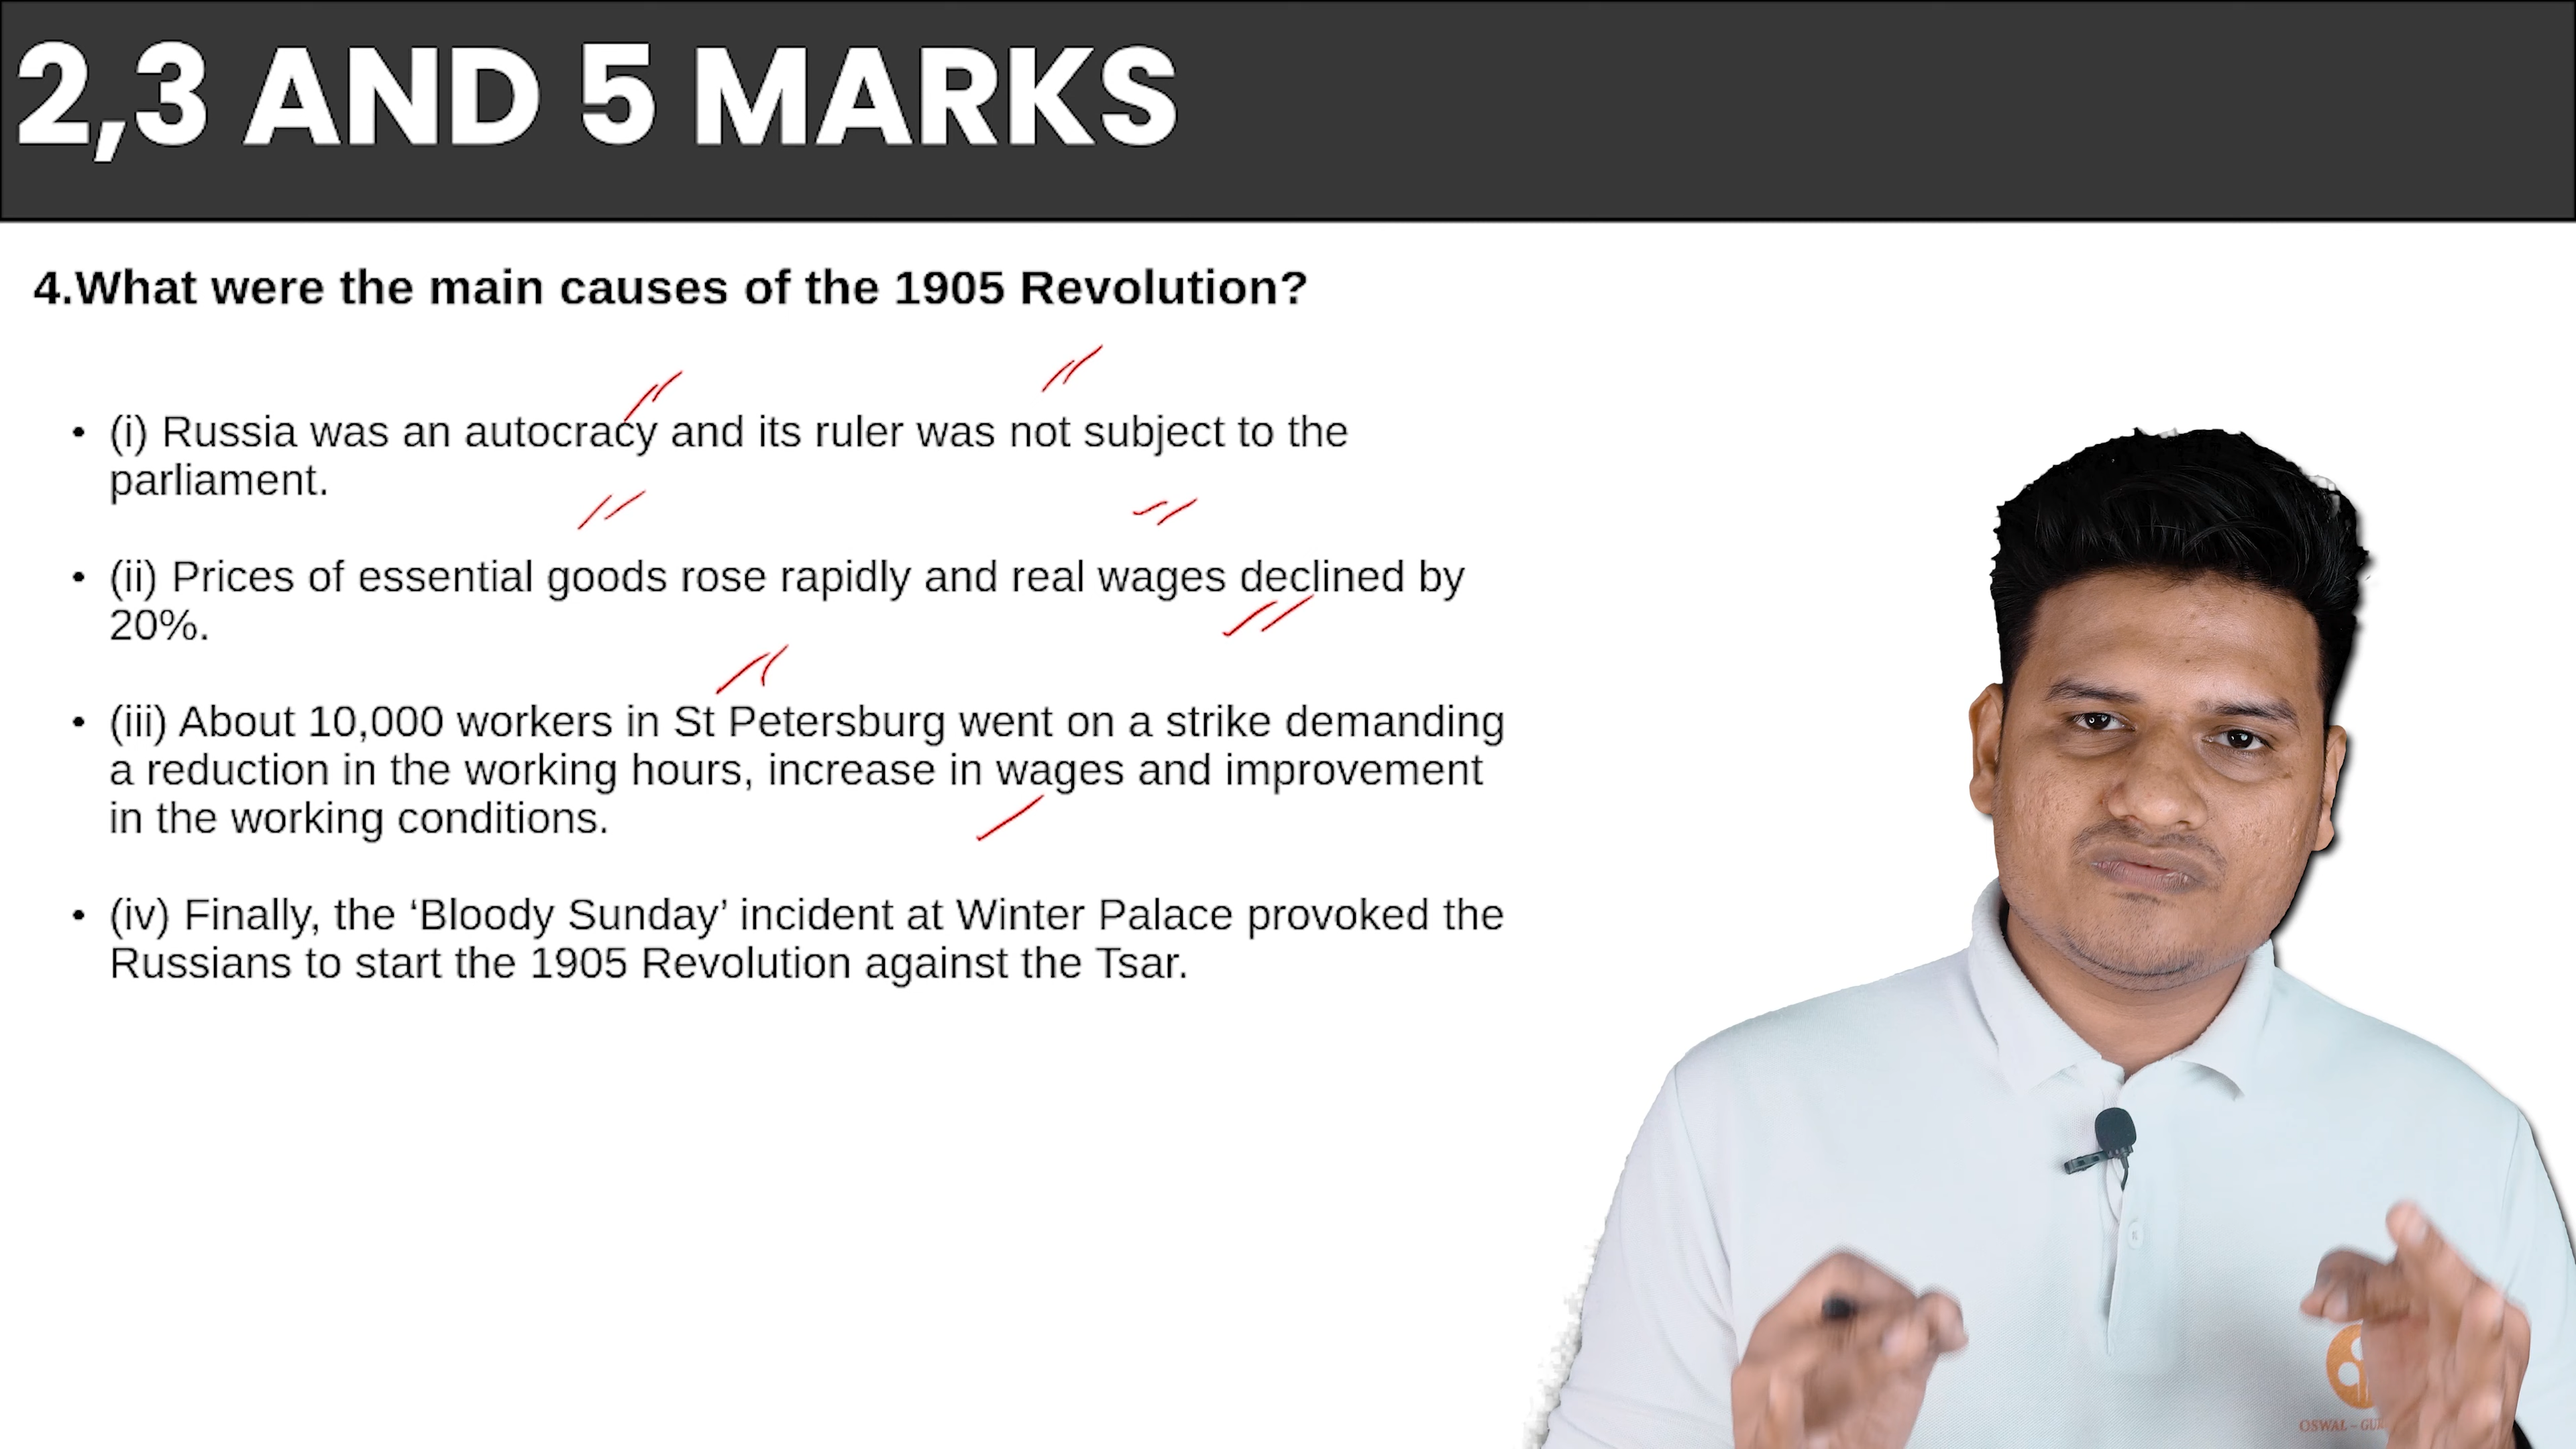 2,3 AND 5 MARKS
4.What were the main causes of the 1905 Revolution?
• (i) Russia was an autocracy and its ruler was not subject to the
parliament.
• (ii) Prices of essential goods rose rapidly and real wages declined by
20%.
• (iii) About 10,000 workers in St Petersburg went on a strike demanding
a reduction in the working hours, increase in wages and improvement
in the working conditions.
• (iv) Finally, the ‘Bloody Sunday’ incident at Winter Palace provoked the
Russians to start the 1905 Revolution against the Tsar.
OSWAL –